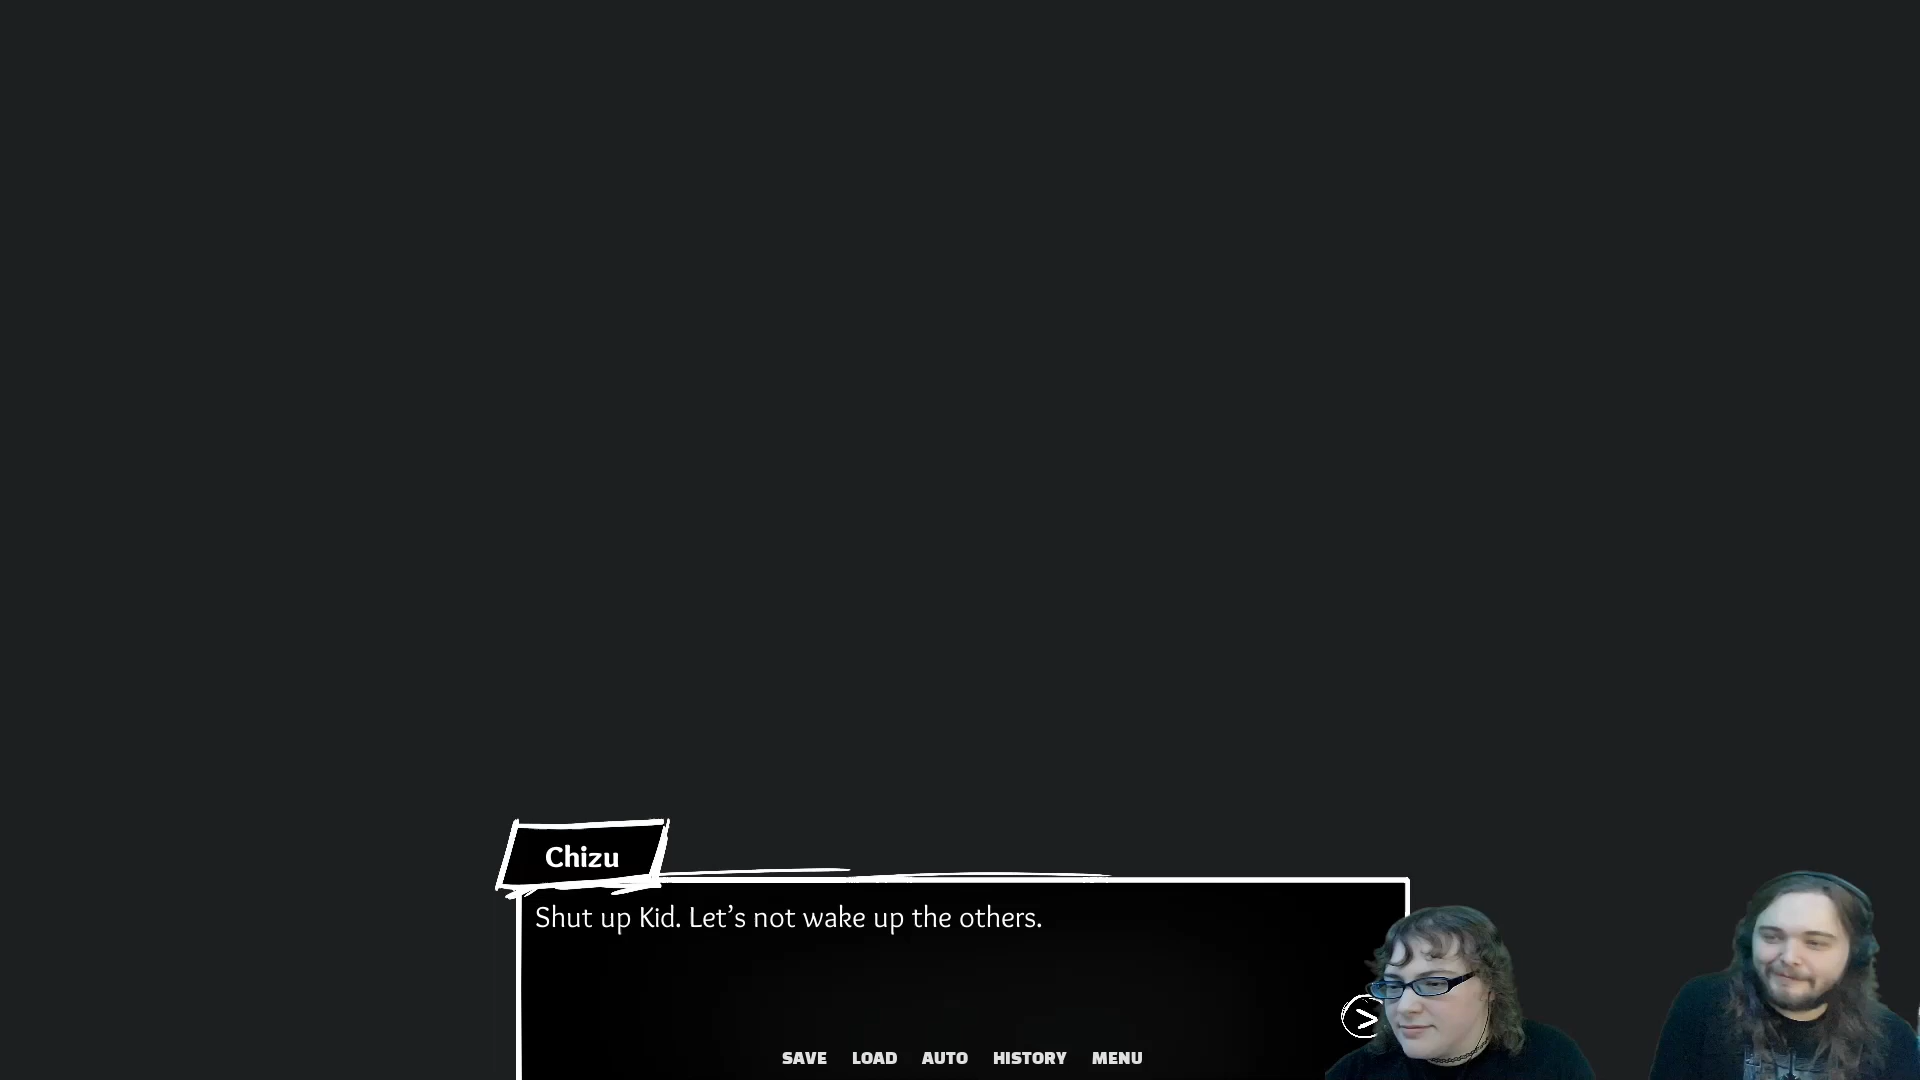 Chizu
Shut up Kid. Let’s not wake up the others.
>
SAVE LOAD AUTO HISTORY MENU